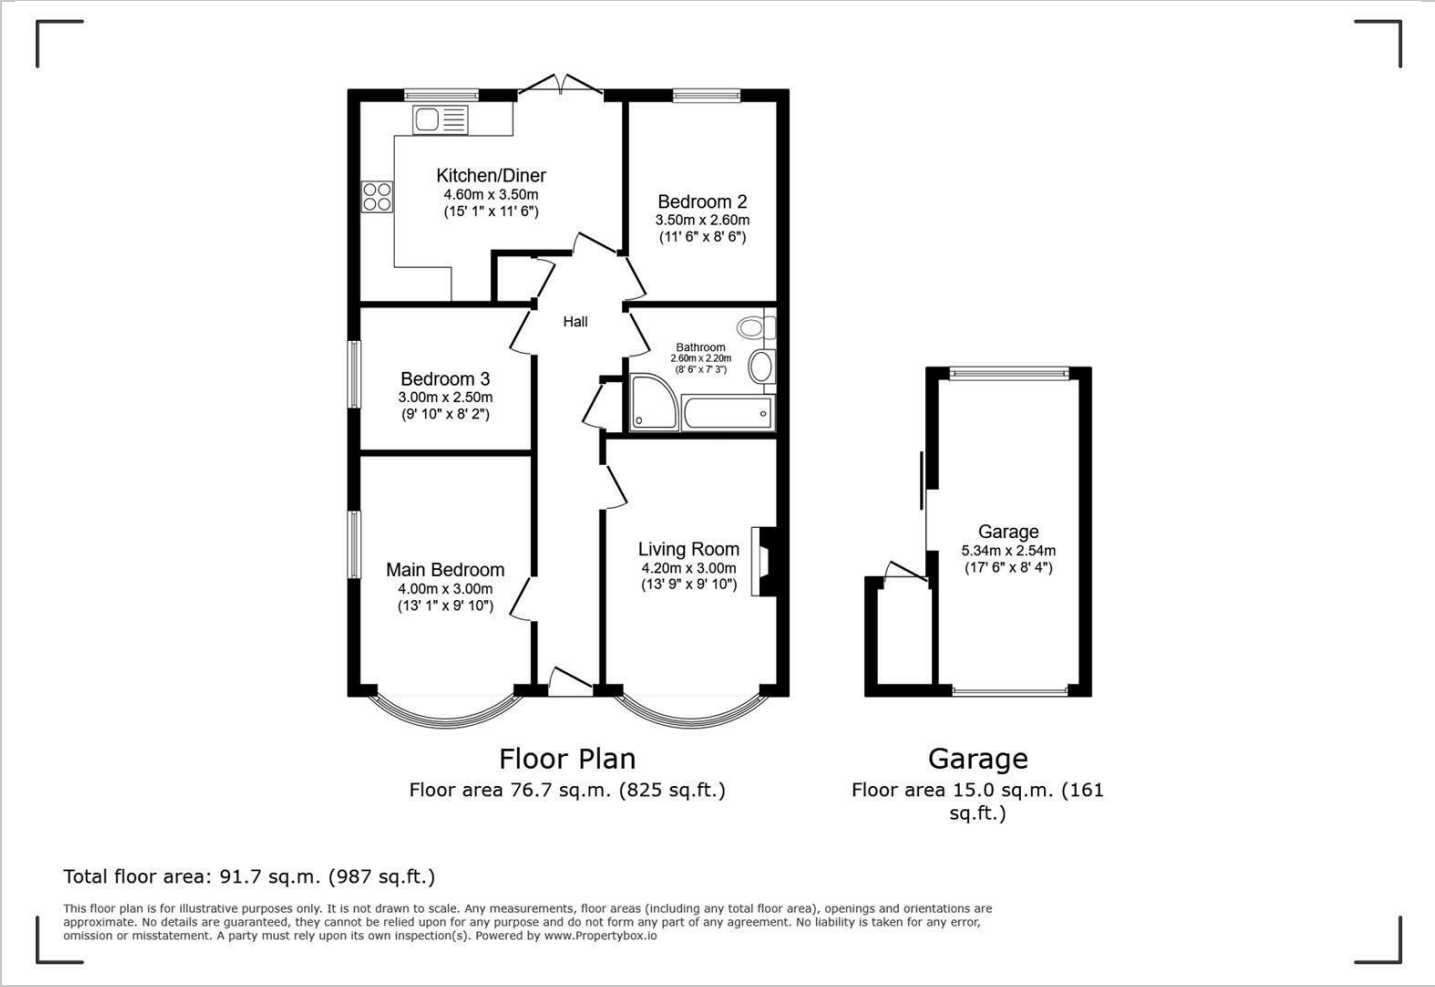 Kitchen/Diner
4.60m x 3.50m
(15' 1" x 11' 6")
Bedroom 2
3.50m x 2.60m
(11' 6" x 8' 6")
Hall
Bathroom
2.60m x 2.20m
(8' 6" x 7' 3")
Bedroom 3
3.00m x 2.50m
(9' 10" x 8' 2")
Main Bedroom
4.00m x 3.00m
(13' 1" x 9' 10")
Living Room
4.20m x 3.00m
(13' 9" x 9' 10")
Garage
5.34m x 2.54m
(17' 6" x 8' 4")
Floor Plan
Floor area 76.7 sq.m. (825 sq.ft.)
Garage
Floor area 15.0 sq.m. (161
sq.ft.)
Total floor area: 91.7 sq.m. (987 sq.ft.)
This floor plan is for illustrative purposes only. It is not drawn to scale. Any measurements, floor areas (including any total floor area), openings and orientations are
approximate. No details are guaranteed, they cannot be relied upon for any purpose and do not form any part of any agreement. No liability is taken for any error,
omission or misstatement. A party must rely upon its own inspection(s). Powered by www.Propertybox.io